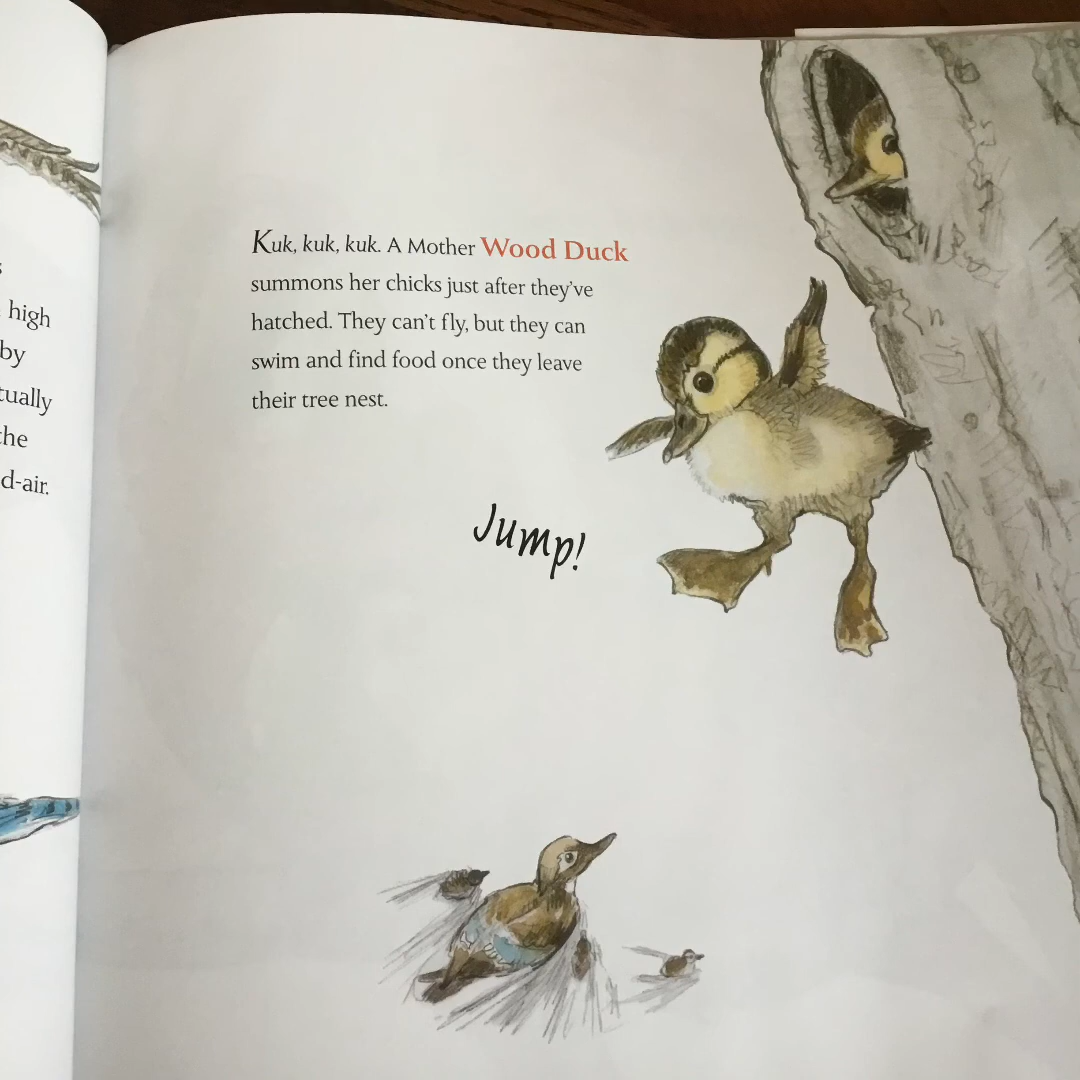 high
by
the
d-air.
Kuk, kuk, kuk. A Mother Wood Duck
summons her chicks just after they've
hatched. They can't fly, but they can
swim and find food once they leave
their tree nest.
Jump!